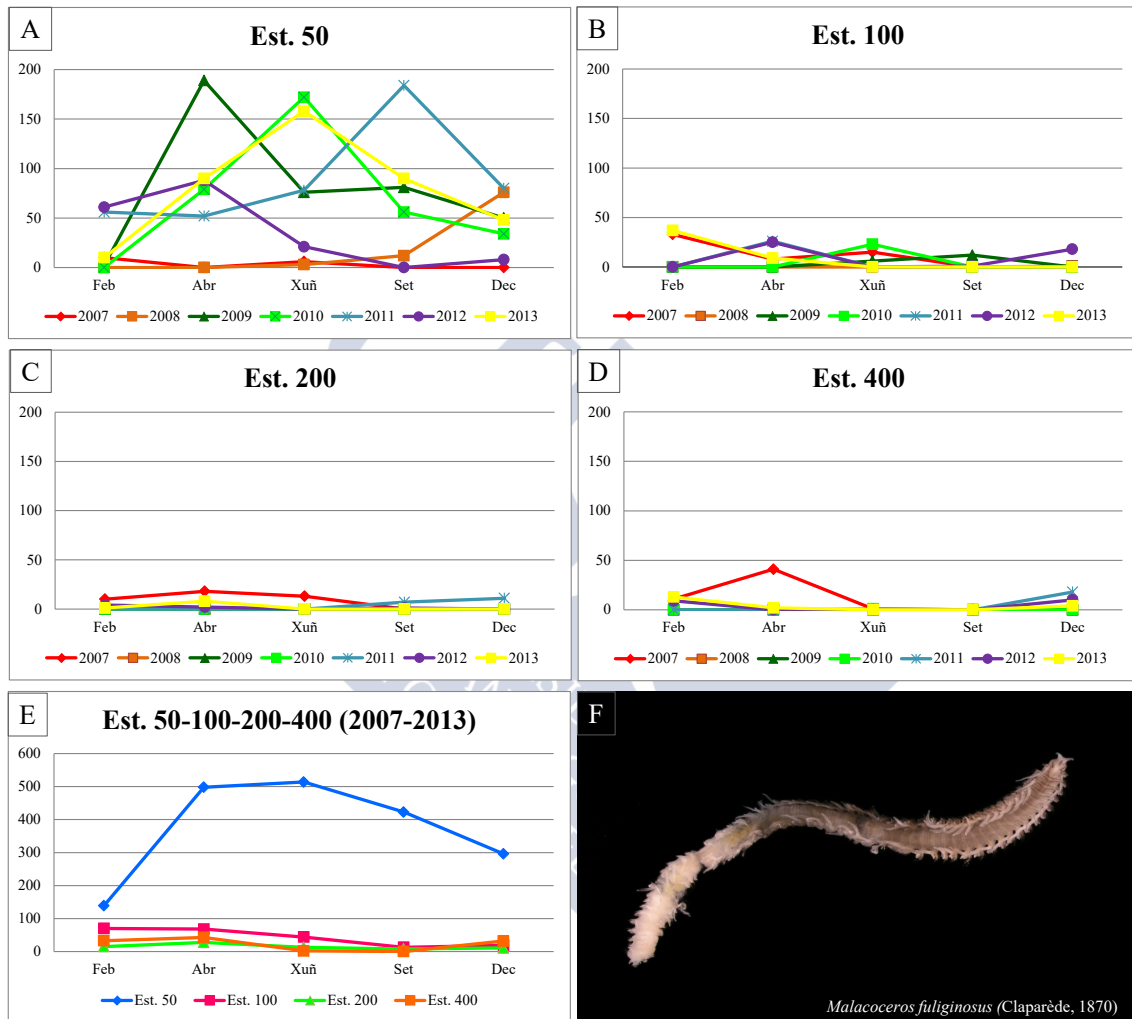 A
Est. 50
200
150
100
50
0
Feb Abr Xuñ Set Dec
2007 2008 2009 2010 2011 2012 2013
B
Est. 100
200
150
100
50
0
Feb Abr Xuñ Set Dec
2007 2008 2009 2010 2011 2012 2013
C
Est. 200
200
150
100
50
0
Feb Abr Xuñ Set Dec
2007 2008 2009 2010 2011 2012 2013
D
Est. 400
200
150
100
50
0
Feb Abr Xuñ Set Dec
2007 2008 2009 2010 2011 2012 2013
E
Est. 50-100-200-400 (2007-2013)
600
500
400
300
200
100
0
Feb Abr Xuñ Set Dec
Est. 50 Est. 100 Est. 200 Est. 400
F
Malacoceros fuliginosus (Claparède, 1870)